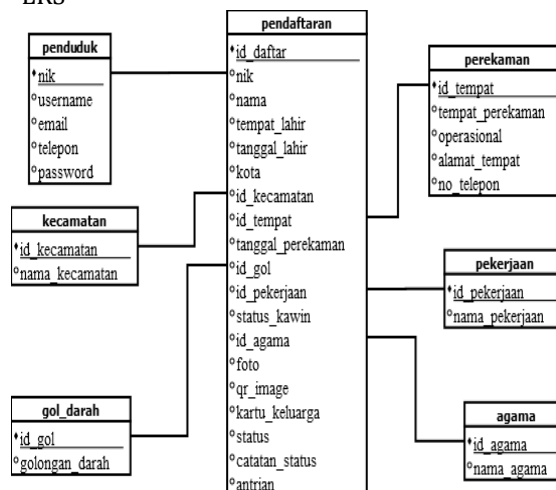 ERS
penduduk
nik
username
email
telepon
password
kecamatan
id_kecamatan
nama_kecamatan
gol_darah
id_gol
golongan_darah
pendaftaran
id_daftar
nik
nama
tempat_lahir
tanggal_lahir
kota
id_kecamatan
id_tempat
tanggal_perekaman
id_gol
id_pekerjaan
status_kawin
id_agama
foto
qr_image
kartu_keluarga
status
catatan_status
antrian
perekaman
id_tempat
tempat_perekaman
operasional
alamat_tempat
no_telepon
pekerjaan
id_pekerjaan
nama_pekerjaan
agama
id_agama
nama_agama